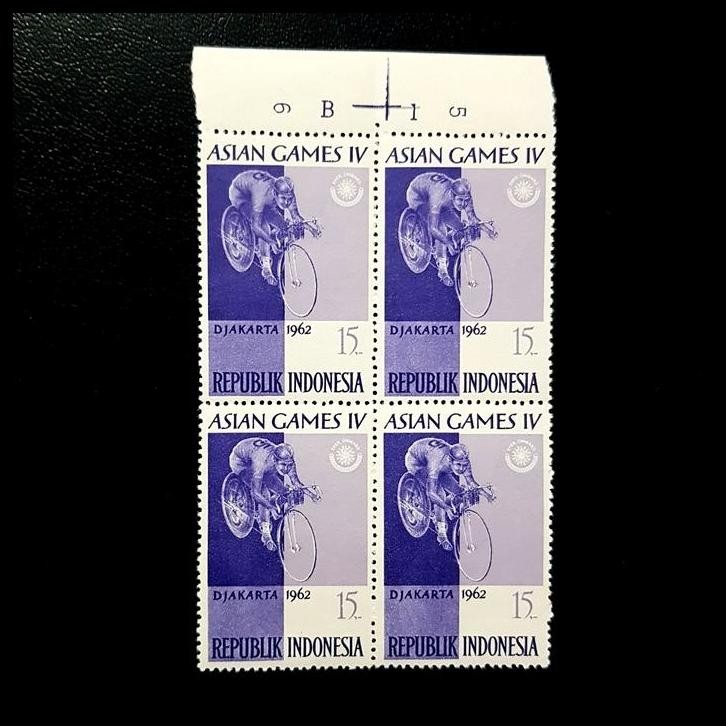 6 B 1 5
ASIAN GAMES IV ASIAN GAMES IV
DJAKARTA 1962 15,- DJAKARTA 1962 15,-
REPUBLIK INDONESIA REPUBLIK INDONESIA
ASIAN GAMES IV ASIAN GAMES IV
DJAKARTA 1962 15,- DJAKARTA 1962 15,-
REPUBLIK INDONESIA REPUBLIK INDONESIA